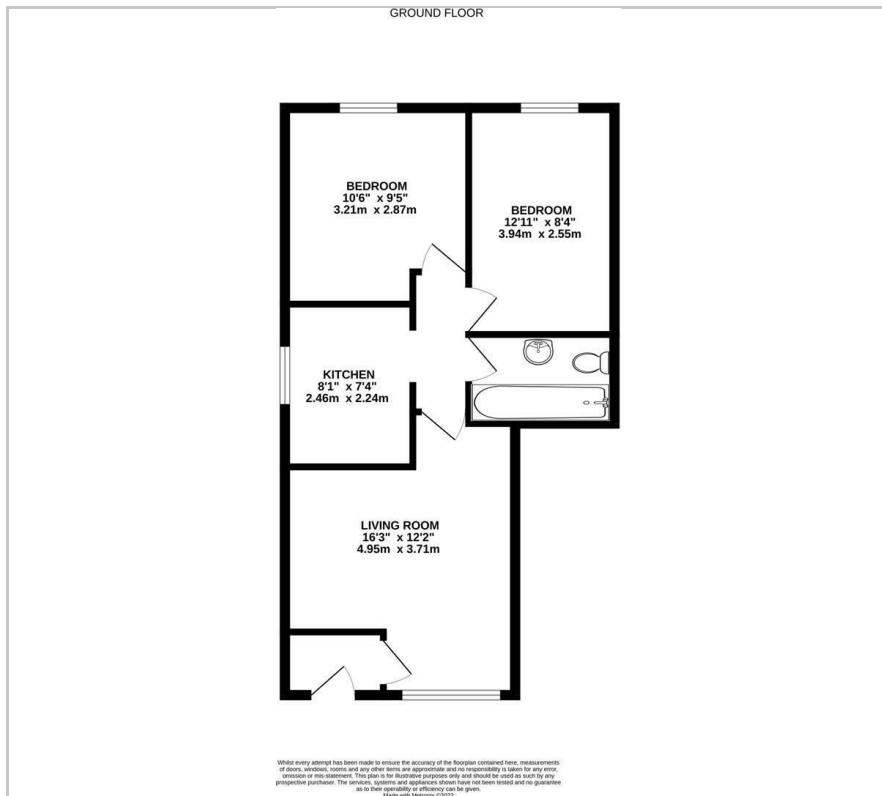 GROUND FLOOR
BEDROOM
10'6" x 9'5"
3.21m x 2.87m
BEDROOM
12'11" x 8'4"
3.94m x 2.55m
KITCHEN
8'1" x 7'4"
2.46m x 2.24m
LIVING ROOM
16'3" x 12'2"
4.95m x 3.71m
Whilst every attempt has been made to ensure the accuracy of the floorplan contained here, measurements
of doors, windows, rooms and any other items are approximate and no responsibility is taken for any error,
omission or mis-statement. This plan is for illustrative purposes only and should be used as such by any
prospective purchaser. The services, systems and appliances shown have not been tested and no guarantee
as to their operability or efficiency can be given.
Made with Metropix ©2023